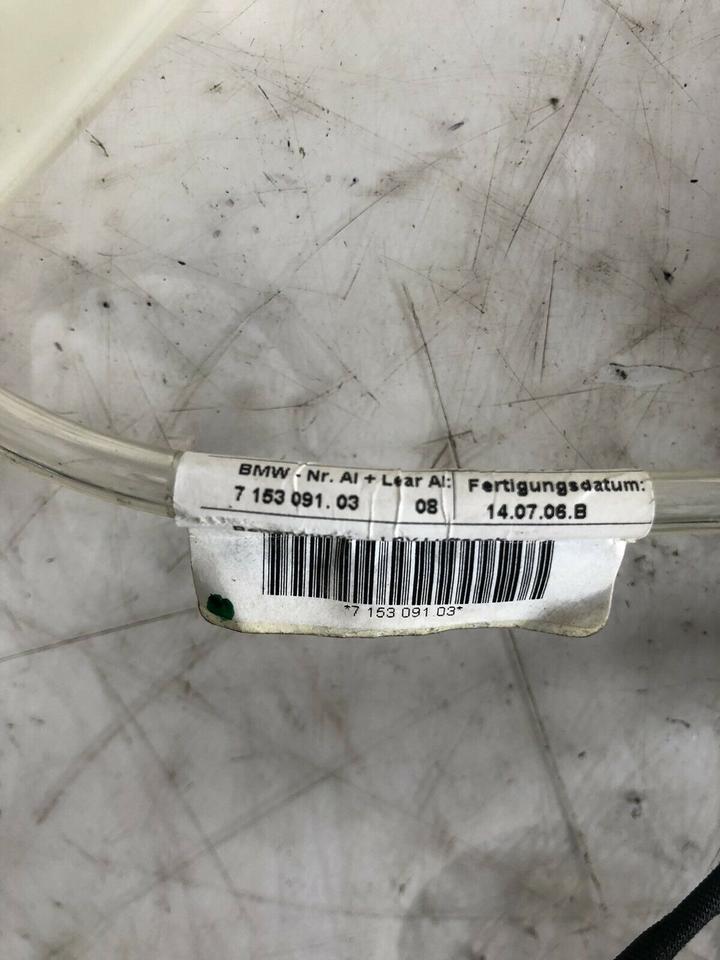 BMW - Nr. AI + Lear AI: Fertigungsdatum:
7 153 091. 03 08 14.07.06.B
*7 153 091 03*